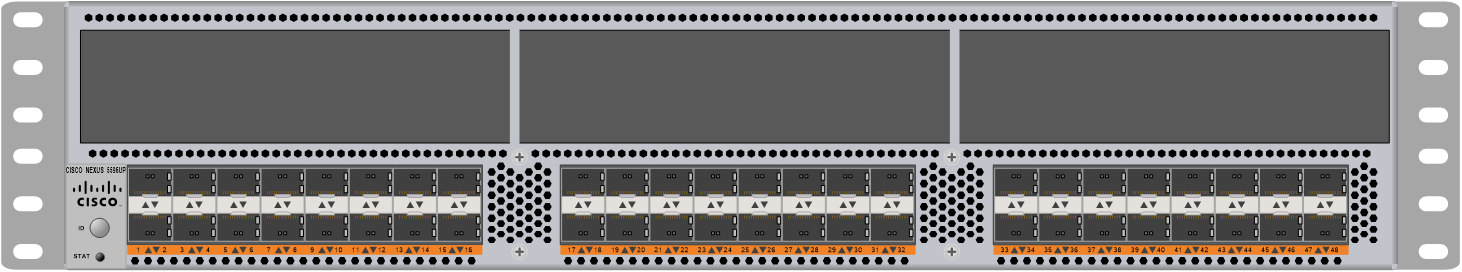 CISCO NEXUS 5596UP
CISCO
ID
STAT
1 ▲▼ 2 3 ▲▼ 4 5 ▲▼ 6 7 ▲▼ 8 9 ▲▼ 10 11 ▲▼ 12 13 ▲▼ 14 15 ▲▼ 16
17 ▲▼ 18 19 ▲▼ 20 21 ▲▼ 22 23 ▲▼ 24 25 ▲▼ 26 27 ▲▼ 28 29 ▲▼ 30 31 ▲▼ 32
33 ▲▼ 34 35 ▲▼ 36 37 ▲▼ 38 39 ▲▼ 40 41 ▲▼ 42 43 ▲▼ 44 45 ▲▼ 46 47 ▲▼ 48